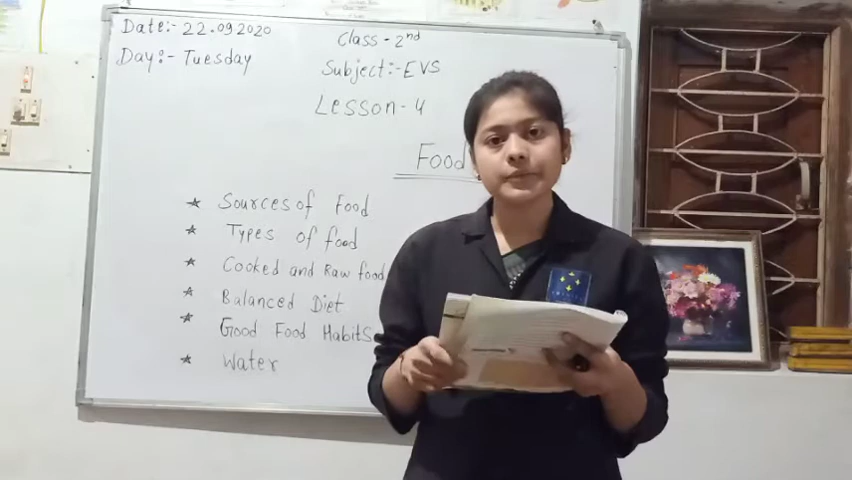 Date:- 22.09.2020
Day:- Tuesday
Class - 2nd
Subject:- EVS
Lesson - 4
Food
★ Sources of Food
★ Types of food
★ Cooked and Raw food
★ Balanced Diet
★ Good Food Habits
★ Water